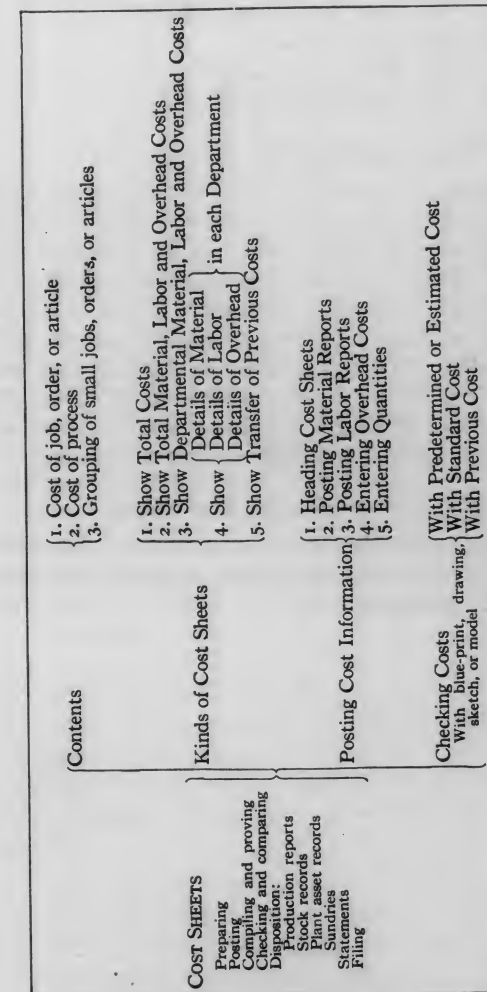 COST SHEETS
Preparing
Posting
Compiling and proving
Checking and comparing
Disposition:
Production reports
Stock records
Plant asset records
Sundries
Statements
Filing
Contents
1. Cost of job, order, or article
2. Cost of process
3. Grouping of small jobs, orders, or articles
Kinds of Cost Sheets
1. Show Total Costs
2. Show Total Material, Labor and Overhead Costs
3. Show Departmental Material, Labor and Overhead Costs
4. Show
Details of Material
Details of Labor
Details of Overhead
in each Department
5. Show Transfer of Previous Costs
Posting Cost Information
1. Heading Cost Sheets
2. Posting Material Reports
3. Posting Labor Reports
4. Entering Overhead Costs
5. Entering Quantities
Checking Costs
With blue-print, drawing,
sketch, or model
With Predetermined or Estimated Cost
With Standard Cost
With Previous Cost